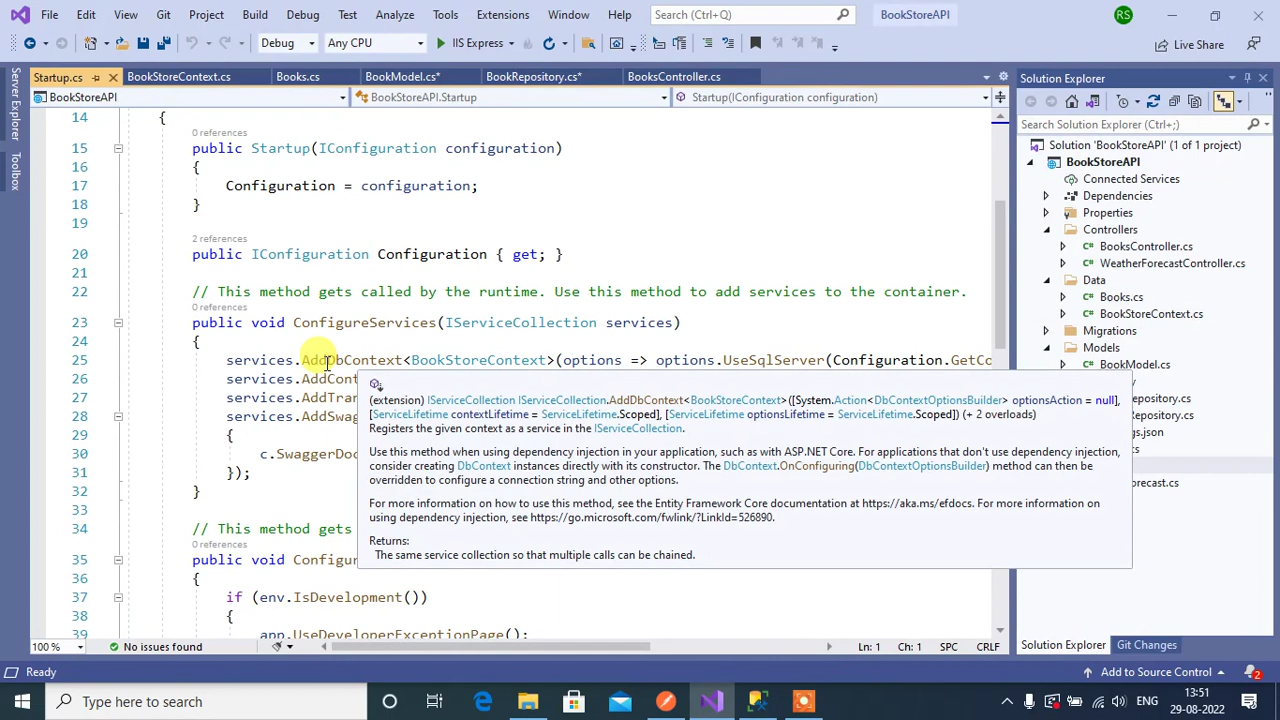 File Edit View Git Project Build Debug Test Analyze Tools Extensions Window Help Search (Ctrl+Q) BookStoreAPI RS
Debug Any CPU IIS Express Live Share
Server Explorer
Toolbox
Startup.cs BookStoreContext.cs Books.cs BookModel.cs* BookRepository.cs* BooksController.cs
BookStoreAPI BookStoreAPI.Startup Startup(IConfiguration configuration)
14 {
0 references
15 public Startup(IConfiguration configuration)
16 {
17 Configuration = configuration;
18 }
19
2 references
20 public IConfiguration Configuration { get; }
21
22 // This method gets called by the runtime. Use this method to add services to the container.
0 references
23 public void ConfigureServices(IServiceCollection services)
24 {
25 services.AddDbContext<BookStoreContext>(options => options.UseSqlServer(Configuration.GetCo
26 services.AddCont
27 services.AddTran
28 services.AddSwag
29 {
30 c.SwaggerDoc
31 });
32 }
33
34 // This method gets
0 references
35 public void Configur
36 {
37 if (env.IsDevelopment())
38 {
39 app.UseDeveloperExceptionPage();
(extension) IServiceCollection IServiceCollection.AddDbContext<BookStoreContext>([System.Action<DbContextOptionsBuilder> optionsAction = null],
[ServiceLifetime contextLifetime = ServiceLifetime.Scoped], [ServiceLifetime optionsLifetime = ServiceLifetime.Scoped]) (+ 2 overloads)
Registers the given context as a service in the IServiceCollection.
Use this method when using dependency injection in your application, such as with ASP.NET Core. For applications that don't use dependency injection,
consider creating DbContext instances directly with its constructor. The DbContext.OnConfiguring(DbContextOptionsBuilder) method can then be
overridden to configure a connection string and other options.
For more information on how to use this method, see the Entity Framework Core documentation at https://aka.ms/efdocs. For more information on
using dependency injection, see https://go.microsoft.com/fwlink/?LinkId=526890.
Returns:
The same service collection so that multiple calls can be chained.
Solution Explorer
Search Solution Explorer (Ctrl+;)
Solution 'BookStoreAPI' (1 of 1 project)
BookStoreAPI
Connected Services
Dependencies
Properties
Controllers
BooksController.cs
WeatherForecastController.cs
Data
Books.cs
BookStoreContext.cs
Migrations
Models
BookModel.cs
y
pository.cs
Repository.cs
gs.json
cs
orecast.cs
Solution Explorer Git Changes
100 % No issues found Ln: 1 Ch: 1 SPC CRLF
Ready Add to Source Control 2
Type here to search ENG 13:51
29-08-2022